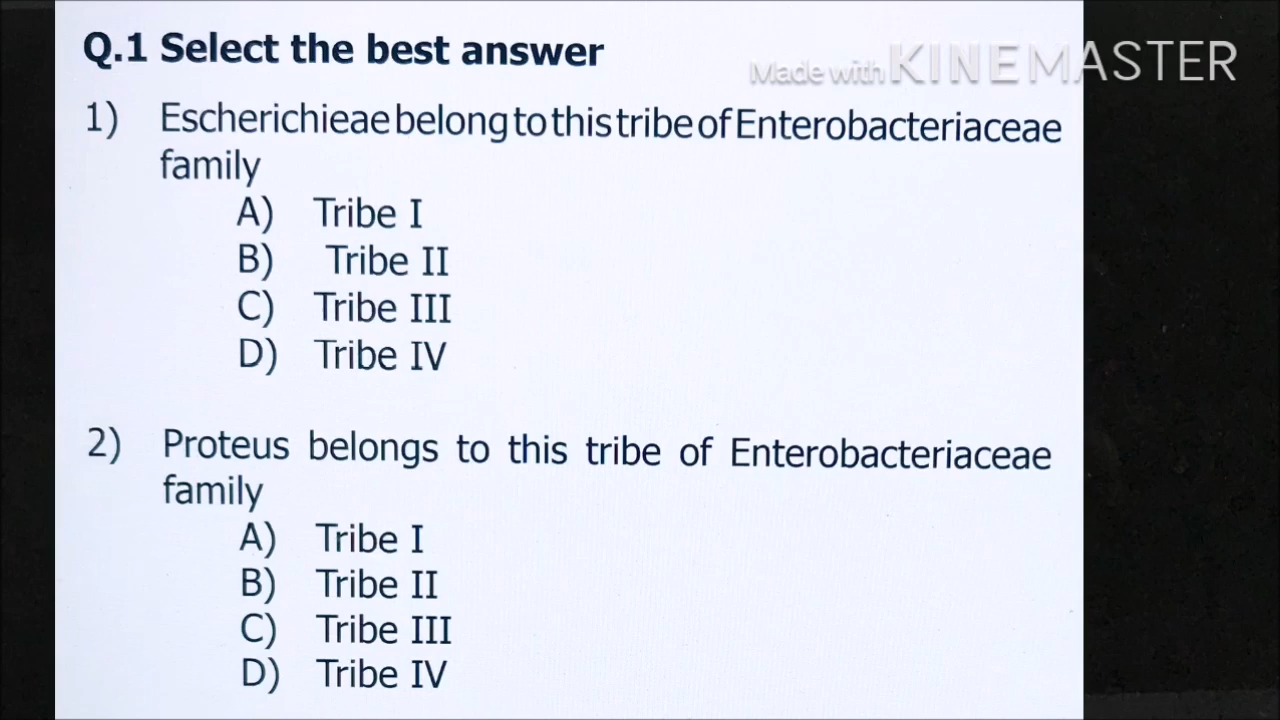 Q.1 Select the best answer
Made with KINEMASTER
1) Escherichieae belong to this tribe of Enterobacteriaceae
family
A) Tribe I
B) Tribe II
C) Tribe III
D) Tribe IV
2) Proteus belongs to this tribe of Enterobacteriaceae
family
A) Tribe I
B) Tribe II
C) Tribe III
D) Tribe IV